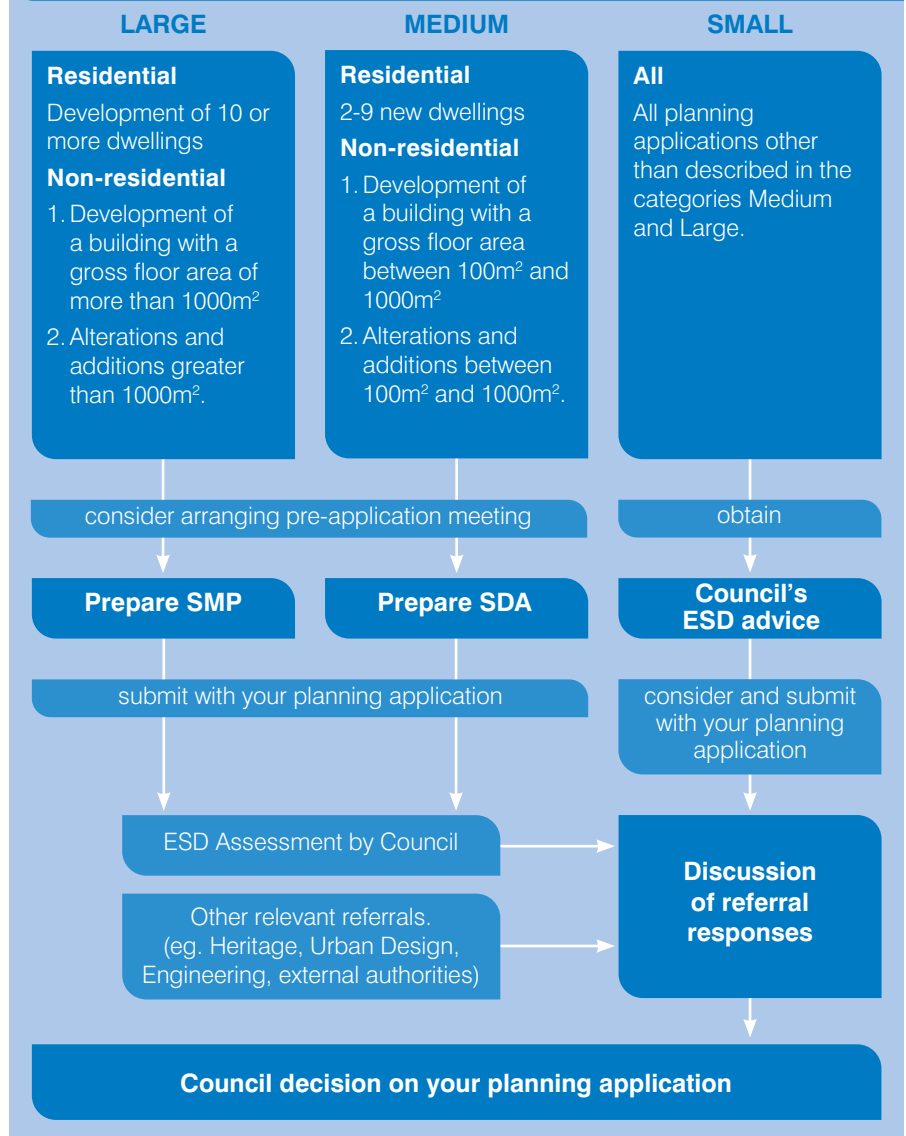 LARGE
Residential
Development of 10 or
more dwellings
Non-residential
1. Development of
a building with a
gross floor area of
more than 1000m²
2. Alterations and
additions greater
than 1000m².
MEDIUM
Residential
2-9 new dwellings
Non-residential
1. Development of
a building with a
gross floor area
between 100m² and
1000m²
2. Alterations and
additions between
100m² and 1000m².
SMALL
All
All planning
applications other
than described in the
categories Medium
and Large.
consider arranging pre-application meeting
obtain
Prepare SMP
Prepare SDA
Council's
ESD advice
submit with your planning application
consider and submit
with your planning
application
ESD Assessment by Council
Other relevant referrals.
(eg. Heritage, Urban Design,
Engineering, external authorities)
Discussion
of referral
responses
Council decision on your planning application